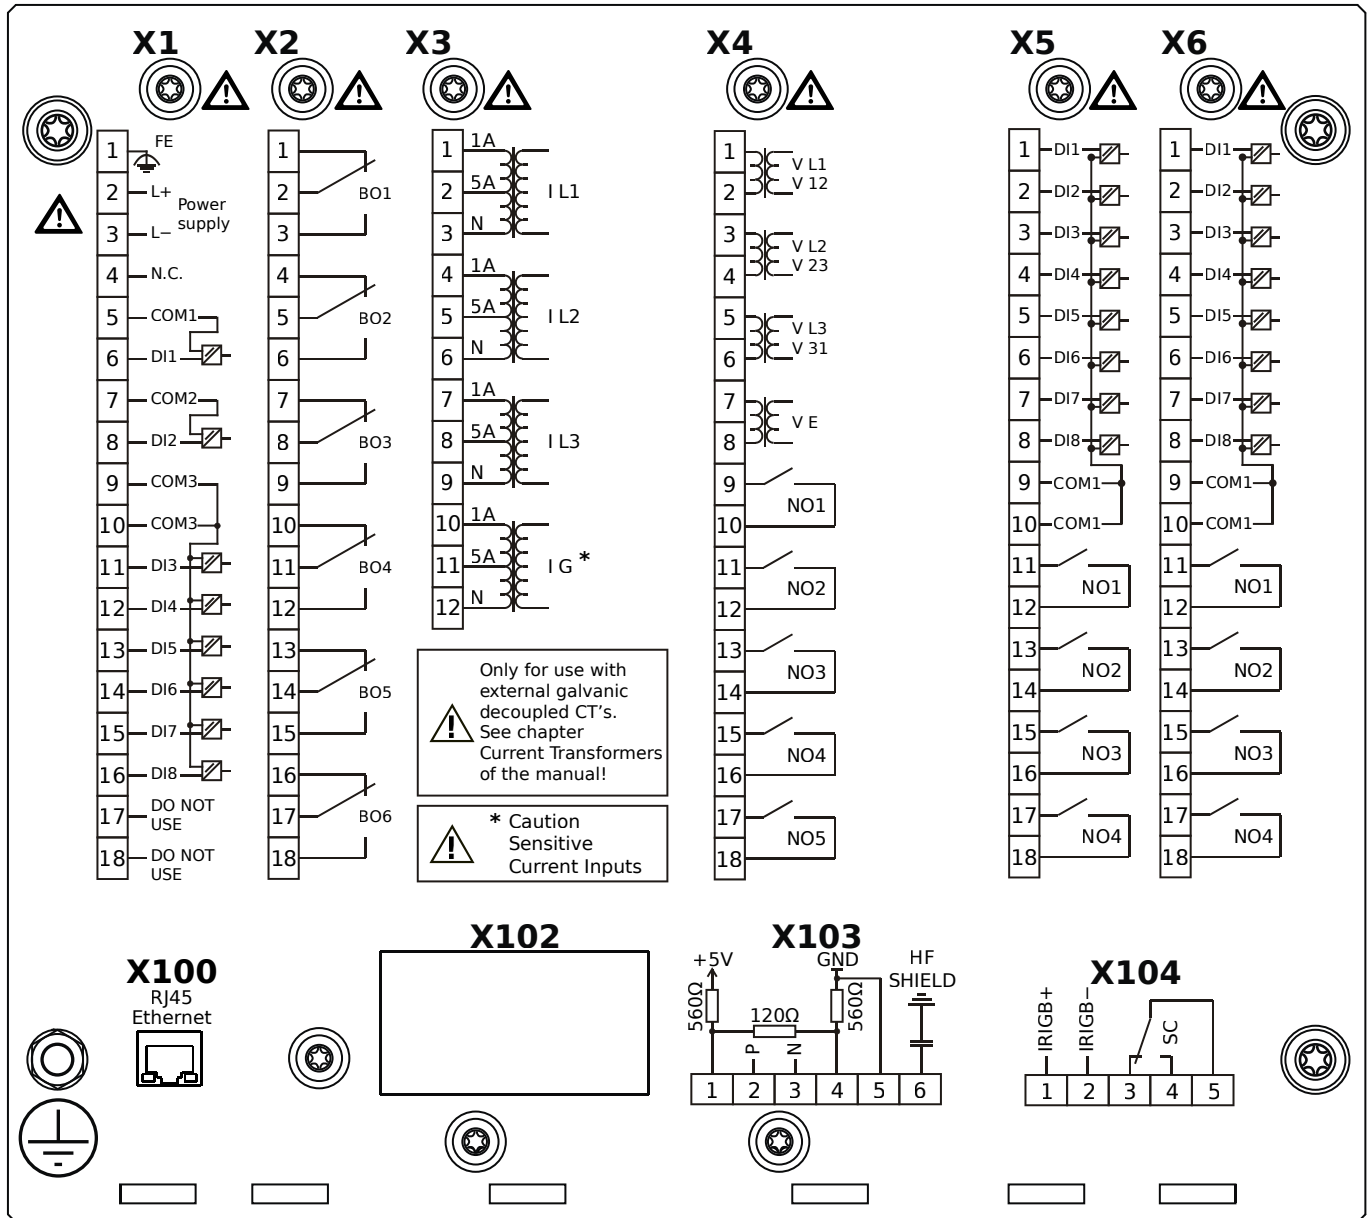 X1 X2 X3 X4 X5 X6
1 FE
2 L+
Power
supply
3 L−
4 N.C.
5 COM1
6 DI1
7 COM2
8 DI2
9 COM3
10 COM3
11 DI3
12 DI4
13 DI5
14 DI6
15 DI7
16 DI8
17 DO NOT
USE
18 DO NOT
USE
1
2 BO1
3
4
5 BO2
6
7
8 BO3
9
10
11 BO4
12
13
14 BO5
15
16
17 BO6
18
1 1A
2 5A I L1
3 N
4 1A
5 5A I L2
6 N
7 1A
8 5A I L3
9 N
10 1A
11 5A I G *
12 N
Only for use with
external galvanic
decoupled CT's.
See chapter
Current Transformers
of the manual!
* Caution
Sensitive
Current Inputs
1 V L1
2 V 12
3 V L2
4 V 23
5 V L3
6 V 31
7
V E
8
9
NO1
10
11
NO2
12
13
NO3
14
15
NO4
16
17
NO5
18
1 DI1
2 DI2
3 DI3
4 DI4
5 DI5
6 DI6
7 DI7
8 DI8
9 COM1
10 COM1
11
NO1
12
13
NO2
14
15
NO3
16
17
NO4
18
1 DI1
2 DI2
3 DI3
4 DI4
5 DI5
6 DI6
7 DI7
8 DI8
9 COM1
10 COM1
11
NO1
12
13
NO2
14
15
NO3
16
17
NO4
18
X100
RJ45
Ethernet
X102
X103
+5V GND HF
SHIELD
560Ω 120Ω 560Ω
P N
1 2 3 4 5 6
X104
IRIGB+ IRIGB− SC
1 2 3 4 5